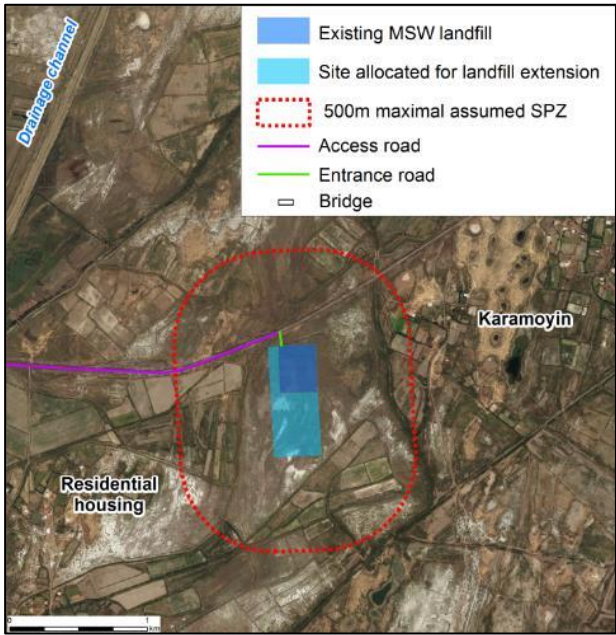 Existing MSW landfill
Site allocated for landfill extension
500m maximal assumed SPZ
Access road
Entrance road
Bridge
Drainage channel
Karamoyin
Residential
housing
0 1
km